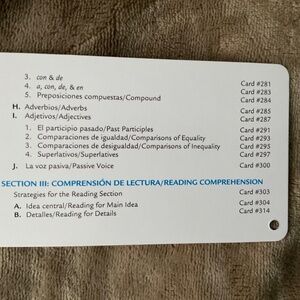 3. con & de Card #281
4. a, con, de, & en Card #283
5. Preposiciones compuestas/Compound Card #284
H. Adverbios/Adverbs Card #285
I. Adjetivos/Adjectives Card #287
1. El participio pasado/Past Participles Card #291
2. Comparaciones de igualdad/Comparisons of Equality Card #293
3. Comparaciones de desigualdad/Comparisons of Inequality Card #295
4. Superlativos/Superlatives Card #297
J. La voz pasiva/Passive Voice Card #300
SECTION III: COMPRENSIÓN DE LECTURA/READING COMPREHENSION
Strategies for the Reading Section Card #303
A. Idea central/Reading for Main Idea Card #304
B. Detalles/Reading for Details Card #314